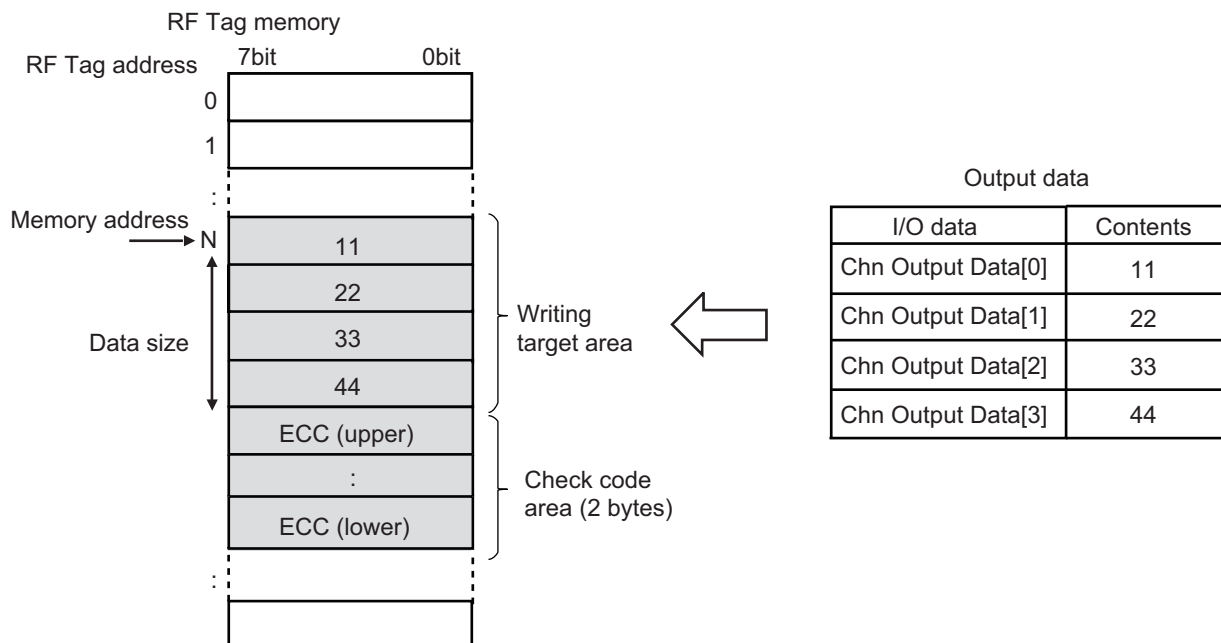 RF Tag memory
RF Tag address
7bit 0bit
0
1
:
Memory address
N
11
22
33
44
Data size
Writing
target area
ECC (upper)
:
ECC (lower)
Check code
area (2 bytes)
:
Output data
I/O data Contents
Chn Output Data[0] 11
Chn Output Data[1] 22
Chn Output Data[2] 33
Chn Output Data[3] 44